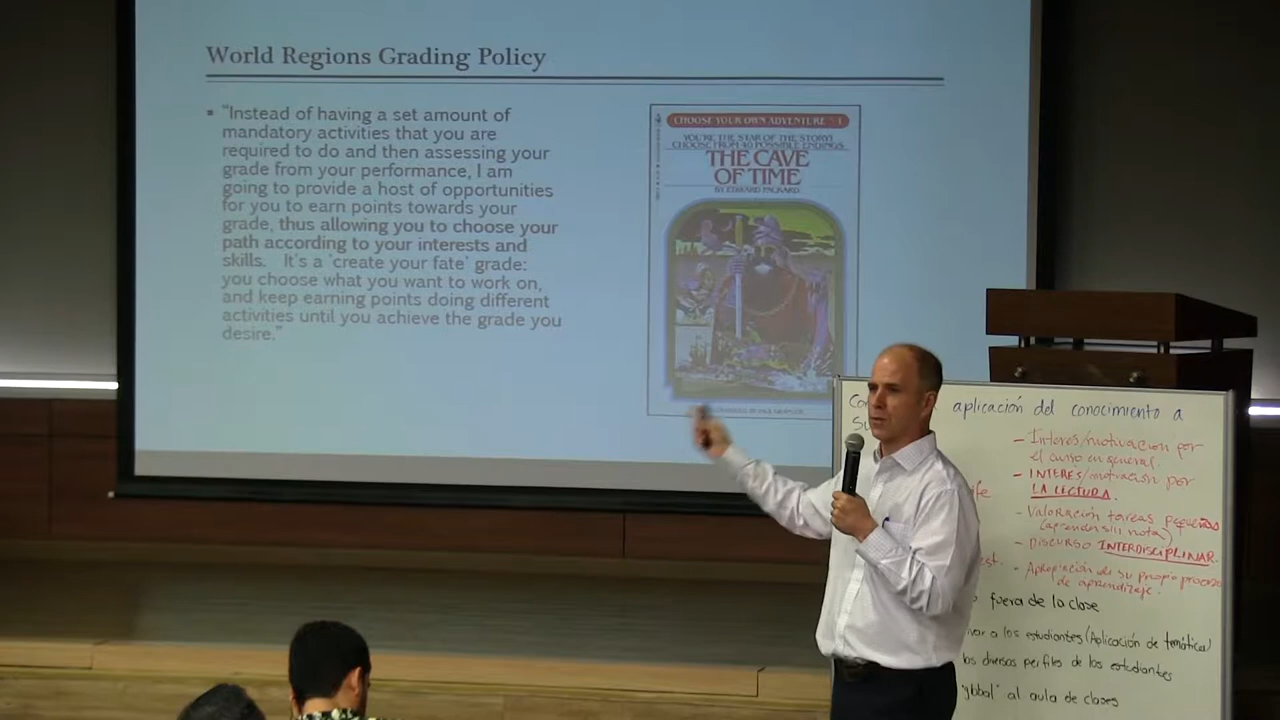 World Regions Grading Policy
▪ “Instead of having a set amount of
mandatory activities that you are
required to do and then assessing your
grade from your performance, I am
going to provide a host of opportunities
for you to earn points towards your
grade, thus allowing you to choose your
path according to your interests and
skills. It's a 'create your fate' grade:
you choose what you want to work on,
and keep earning points doing different
activities until you achieve the grade you
desire.”
CHOOSE YOUR OWN ADVENTURE
YOU'RE THE STAR OF THE STORY!
CHOOSE FROM 40 POSSIBLE ENDINGS.
THE CAVE
OF TIME
BY EDWARD PACKARD
aplicación del conocimiento a
- Interés/motivación por
el curso en general.
- INTERÉS/motivación por
LA LECTURA.
- Valoración tareas pequeñas
(aprender sin nota)
- DISCURSO INTERDISCIPLINAR.
- Apropiación de su propio proceso
de aprendizaje.
fuera de la clase
a los estudiantes (Aplicación de temática)
diversos perfiles de los estudiantes
"global" al aula de clases